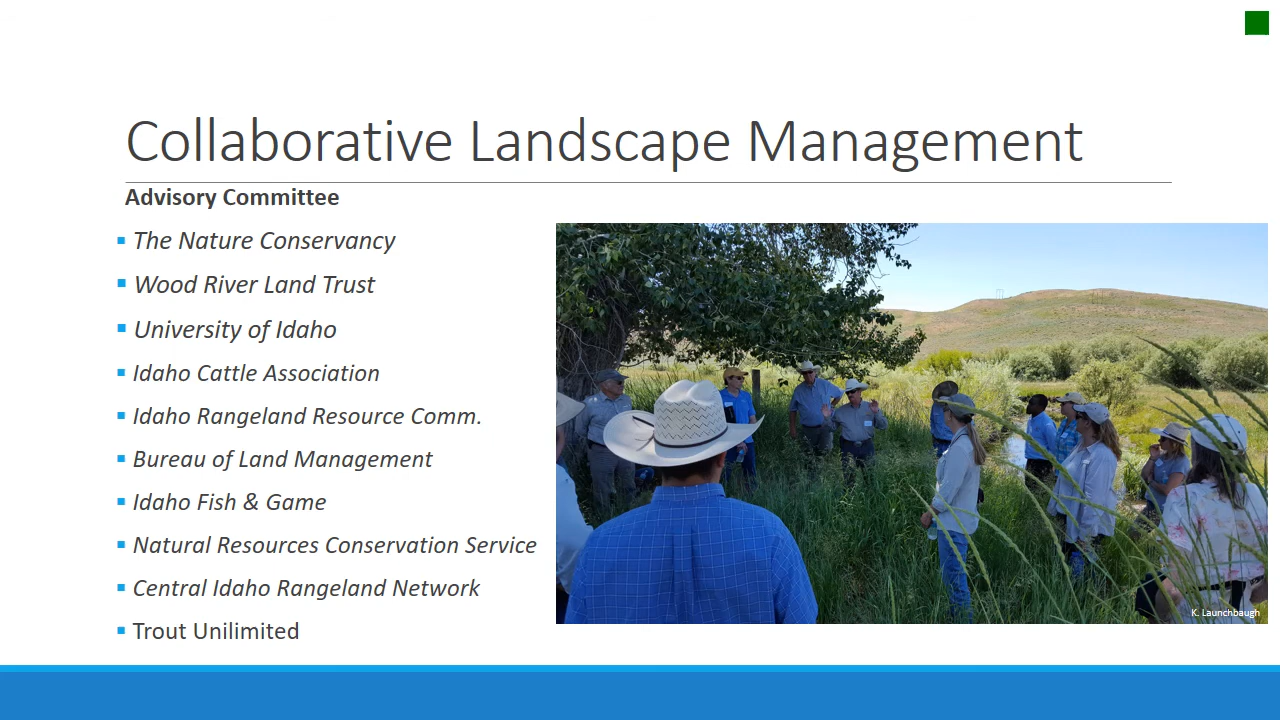 Collaborative Landscape Management
Advisory Committee
The Nature Conservancy
Wood River Land Trust
University of Idaho
Idaho Cattle Association
Idaho Rangeland Resource Comm.
Bureau of Land Management
Idaho Fish & Game
Natural Resources Conservation Service
Central Idaho Rangeland Network
Trout Unilimited
K. Launchbaugh